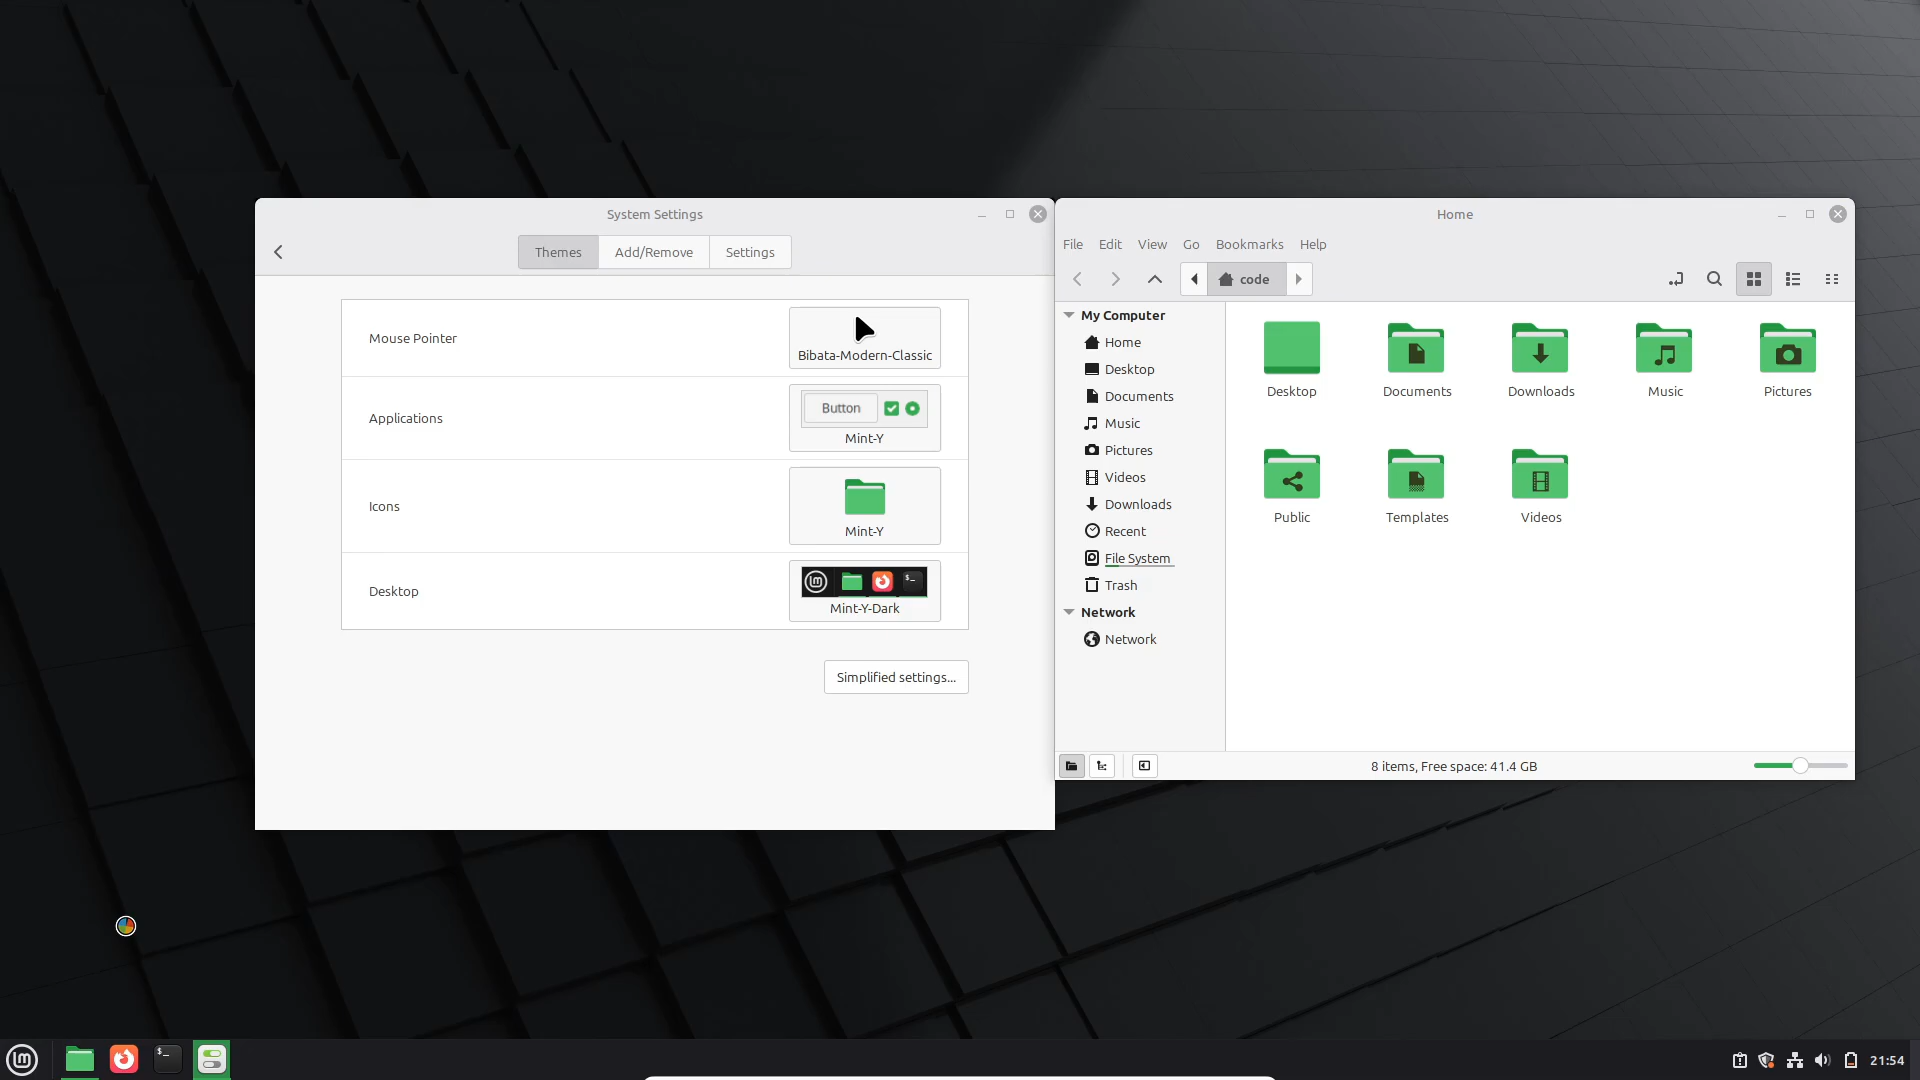 System Settings
Themes
Add/Remove
Settings
Mouse Pointer
Bibata-Modern-Classic
Applications
Button
Mint-Y
Icons
Mint-Y
Desktop
Mint-Y-Dark
Simplified settings...
Home
File Edit View Go Bookmarks Help
code
My Computer
Home
Desktop
Documents
Music
Pictures
Videos
Downloads
Recent
File System
Trash
Network
Network
Desktop
Documents
Downloads
Music
Pictures
Public
Templates
Videos
8 items, Free space: 41.4 GB
21:54